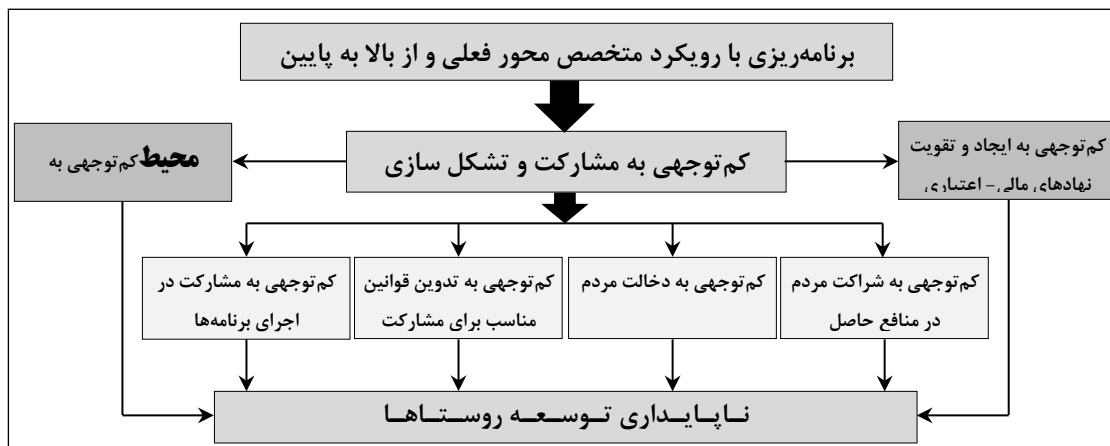 برنامه‌ریزی با رویکرد متخصص محور فعلی و از بالا به پایین
کم‌توجهی به ایجاد و تقویت
نهادهای مالی- اعتباری
کم‌توجهی به مشارکت و تشکل سازی
کم‌توجهی به محیط
کم‌توجهی به شراکت مردم
در منافع حاصل
کم‌توجهی به دخالت مردم
کم‌توجهی به تدوین قوانین
مناسب برای مشارکت
کم‌توجهی به مشارکت در
اجرای برنامه‌ها
نـاپـایـداری تـوسـعـه روسـتـاهـا